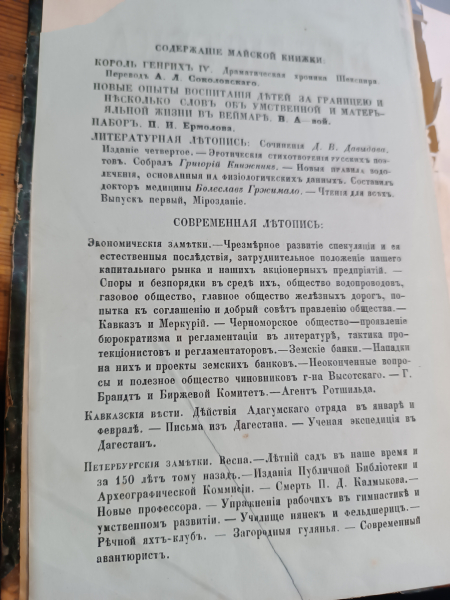 СОДЕРЖАНІЕ МАЙСКОЙ КНИЖКИ:
КОРОЛЬ ГЕНРИХЪ IV. Драматическая хроника Шекспира.
Переводъ А. Л. Соколовскаго.
НОВЫЕ ОПЫТЫ ВОСПИТАНІЯ ДѢТЕЙ ЗА ГРАНИЦЕЮ И
НѢСКОЛЬКО СЛОВЪ ОБЪ УМСТВЕННОЙ И МАТЕРЬ-
ЯЛЬНОЙ ЖИЗНИ ВЪ ВЕЙМАРѢ. В. А—вой.
НАБОРЪ. П. И. Ермолова.
ЛИТЕРАТУРНАЯ ЛѢТОПИСЬ: Сочиненія Д. В. Давыдова.
Изданіе четвертое. — Эротическія стихотворенія русскихъ поэ-
товъ. Собралъ Григорій Книжникъ. — Новыя правила водо-
леченія, основанныя на физіологическихъ данныхъ. Составилъ
докторъ медицины Болеславъ Гржимало. — Чтенія для всѣхъ.
Выпускъ первый, Мірозданіе.
СОВРЕМЕННАЯ ЛѢТОПИСЬ:
Экономическія замѣтки.—Чрезмѣрное развитіе спекуляціи и ея
естественныя послѣдствія, затруднительное положеніе нашего
капитальнаго рынка и нашихъ акціонерныхъ предпріятій. —
Споры и безпорядки въ средѣ ихъ, общество водопроводовъ,
газовое общество, главное общество желѣзныхъ дорогъ, по-
пытка къ соглашенію и добрый совѣтъ правленію общества.—
Кавказъ и Меркурій. — Черноморское общество—проявленіе
бюрократизма и регламентаціи въ литературѣ, тактика про-
текціонистовъ и регламентаторовъ.—Земскіе банки.—Нападки
на нихъ и проекты земскихъ банковъ.—Неоконченные вопро-
сы и полезное общество чиновниковъ г-на Высотскаго. — Г.
Брандтъ и Биржевой Комитетъ.—Агентъ Ротшильда.
Кавказскія вѣсти. Дѣйствія Адагумскаго отряда въ январѣ и
февралѣ. — Письма изъ Дагестана. — Ученая экспедиція въ
Дагестанъ.
Петербургскія замѣтки. Весна.—Лѣтній садъ въ наше время и
за 150 лѣтъ тому назадъ.—Изданія Публичной Библіотеки и
Археографической Коммисіи. — Смерть П. Д. Калмыкова. —
Новые профессора. — Упражненія рабочихъ въ гимнастикѣ и
умственномъ развитіи. — Училище нянекъ и фельдшерицъ.—
Рѣчной яхтъ-клубъ. — Загородныя гулянья. — Современный
авантюристъ.